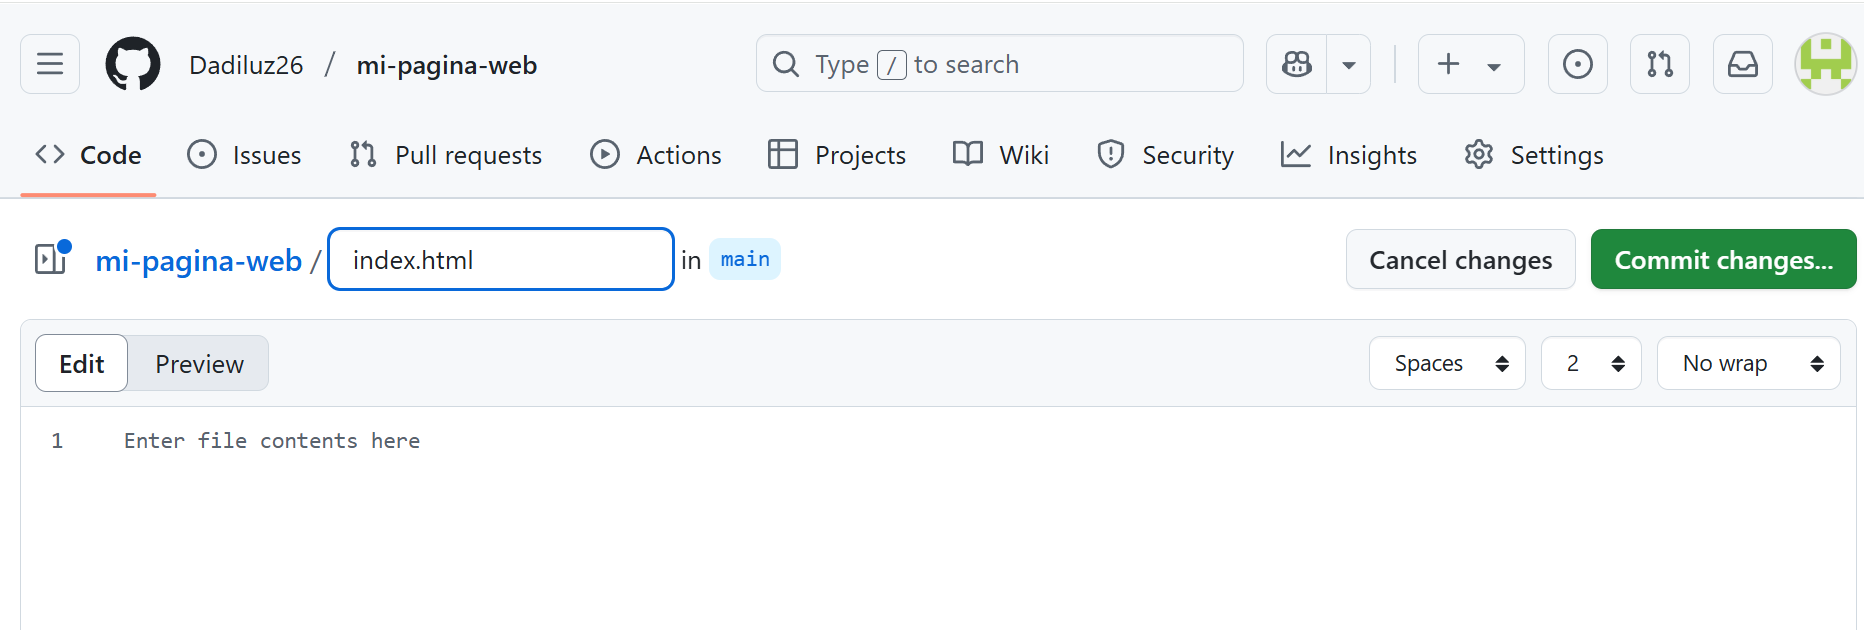 Dadiluz26 / mi-pagina-web Type / to search
Code Issues Pull requests Actions Projects Wiki Security Insights Settings
mi-pagina-web / index.html in main Cancel changes Commit changes...
Edit Preview Spaces 2 No wrap
1 Enter file contents here